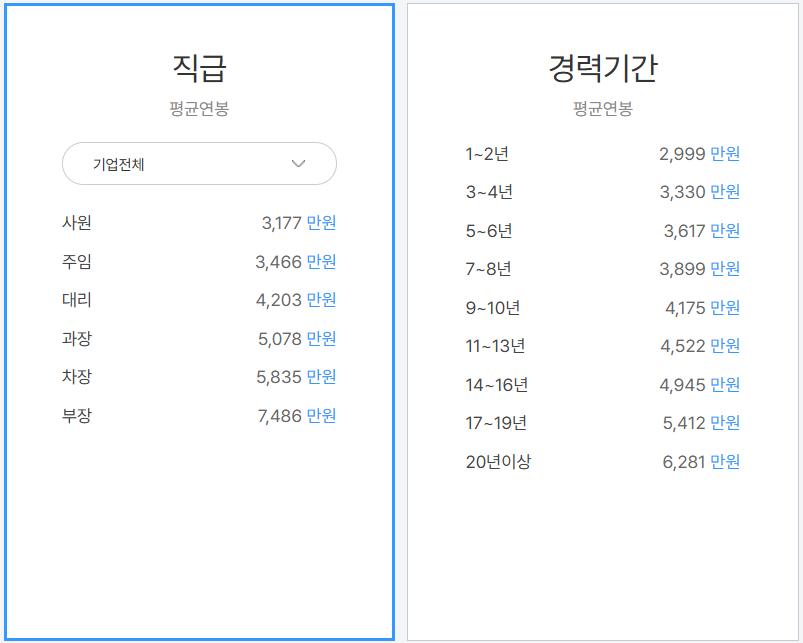 직급
평균연봉
기업전체
사원 3,177 만원
주임 3,466 만원
대리 4,203 만원
과장 5,078 만원
차장 5,835 만원
부장 7,486 만원
경력기간
평균연봉
1~2년 2,999 만원
3~4년 3,330 만원
5~6년 3,617 만원
7~8년 3,899 만원
9~10년 4,175 만원
11~13년 4,522 만원
14~16년 4,945 만원
17~19년 5,412 만원
20년이상 6,281 만원